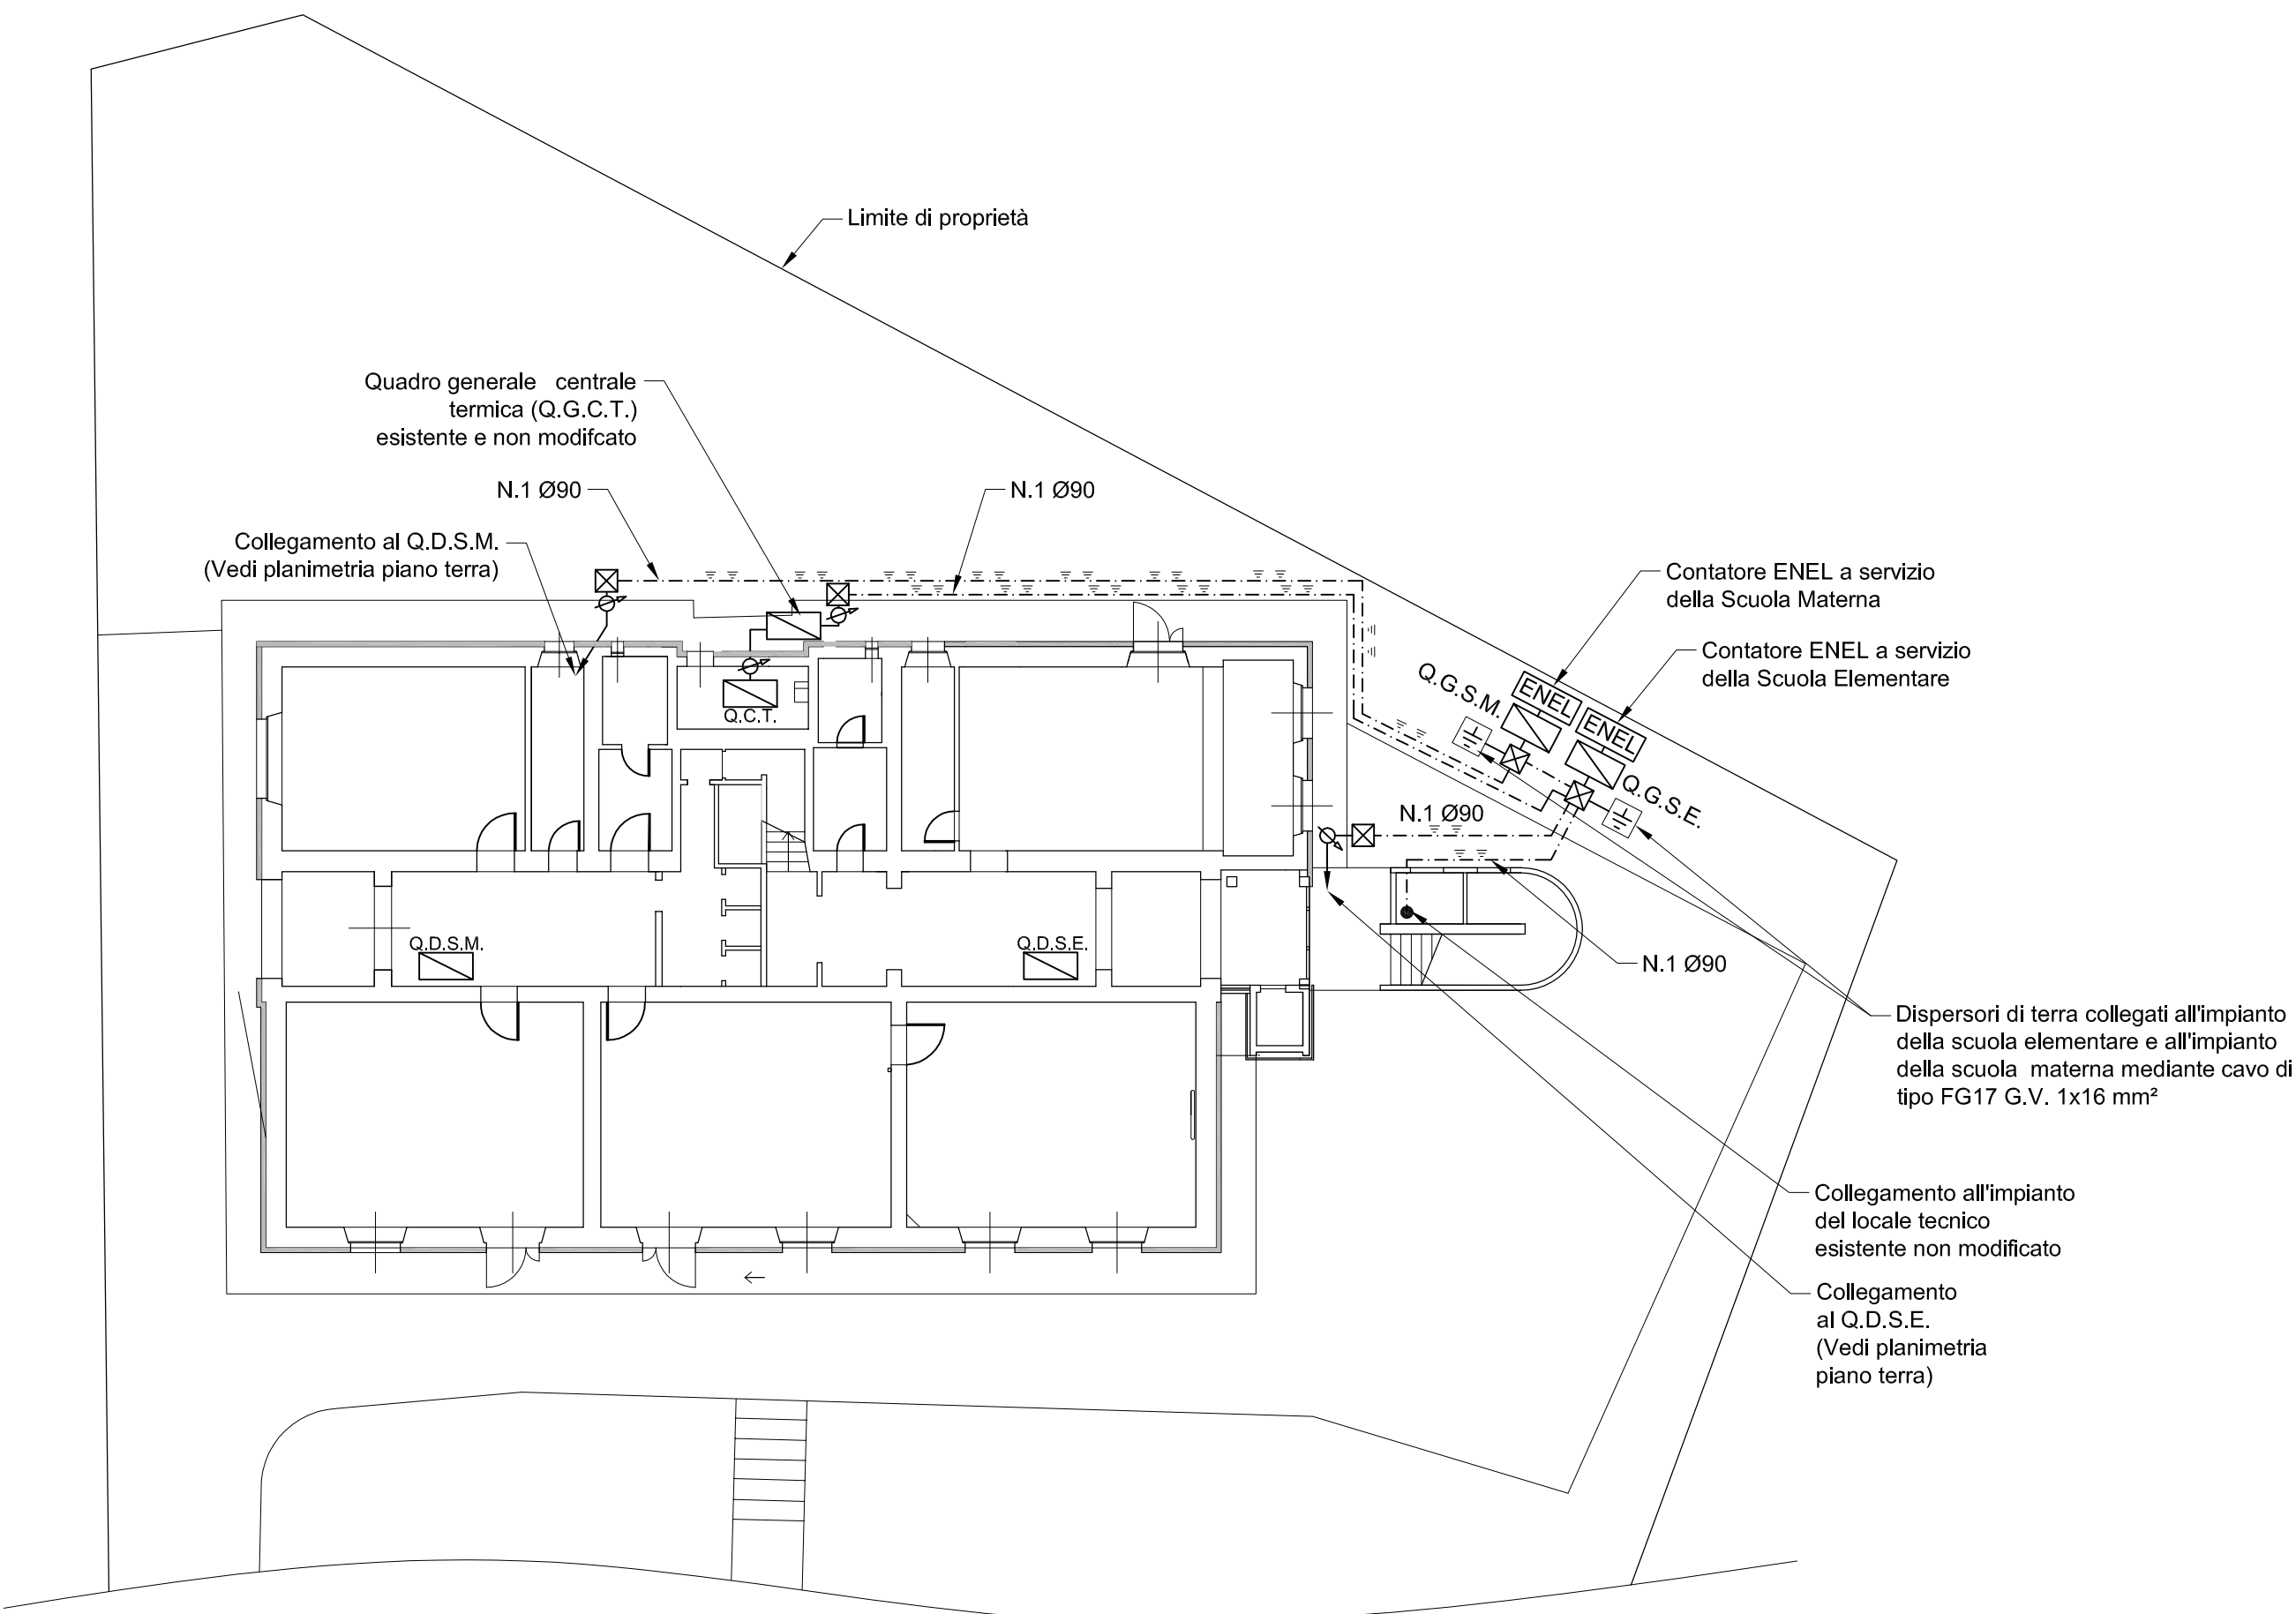 Limite di proprietà
Quadro generale centrale
termica (Q.G.C.T.)
esistente e non modifcato
N.1 Ø90
N.1 Ø90
Collegamento al Q.D.S.M.
(Vedi planimetria piano terra)
Contatore ENEL a servizio
della Scuola Materna
Contatore ENEL a servizio
della Scuola Elementare
Q.G.S.M.
ENEL
ENEL
Q.G.S.E.
Q.C.T.
N.1 Ø90
Q.D.S.M.
Q.D.S.E.
N.1 Ø90
Dispersori di terra collegati all'impianto
della scuola elementare e all'impianto
della scuola materna mediante cavo di
tipo FG17 G.V. 1x16 mm²
Collegamento all'impianto
del locale tecnico
esistente non modificato
Collegamento
al Q.D.S.E.
(Vedi planimetria
piano terra)